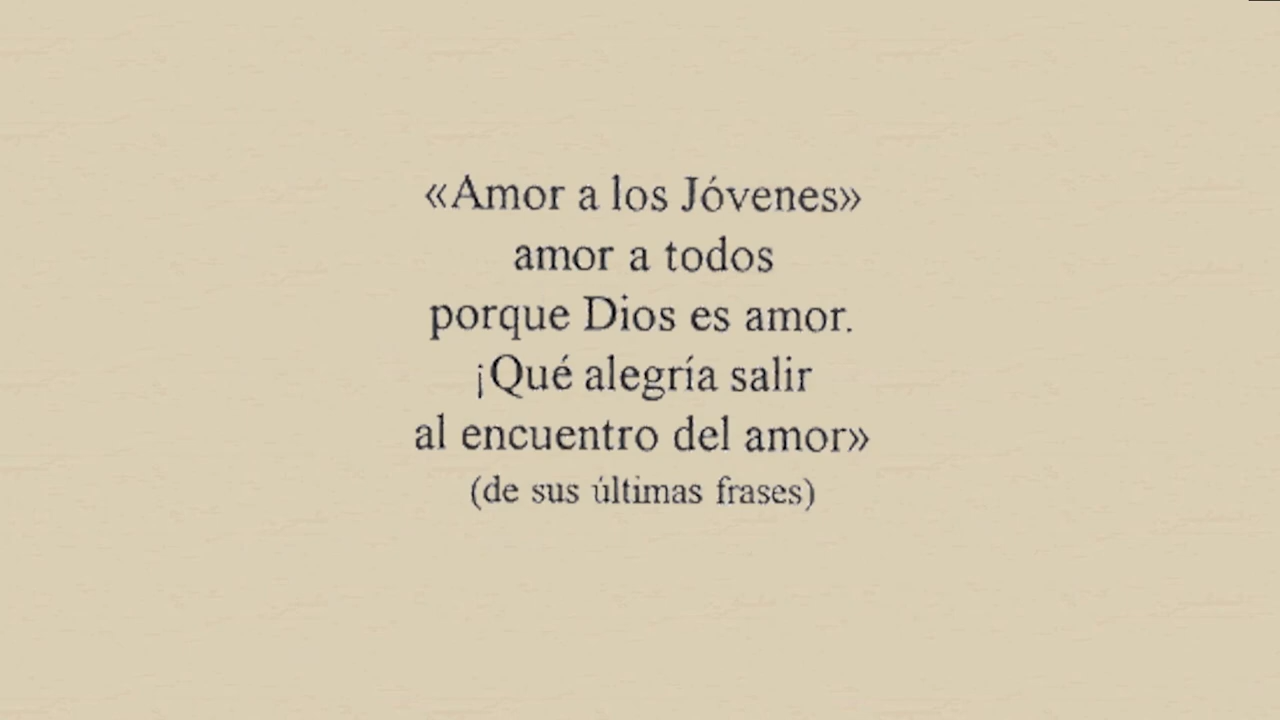 «Amor a los Jóvenes»
amor a todos
porque Dios es amor.
¡Qué alegría salir
al encuentro del amor»
(de sus últimas frases)